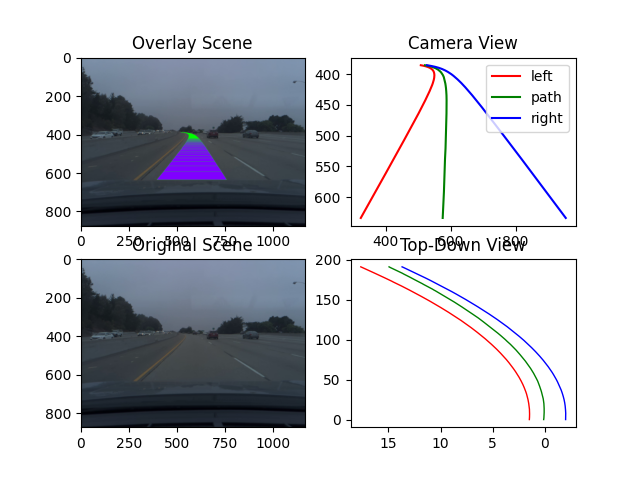 Overlay Scene
0
200
400
600
800
0 250 500 750 1000
Camera View
left
path
right
400
450
500
550
600
400 600 800
Original Scene
0
200
400
600
800
0 250 500 750 1000
Top-Down View
200
150
100
50
0
15 10 5 0